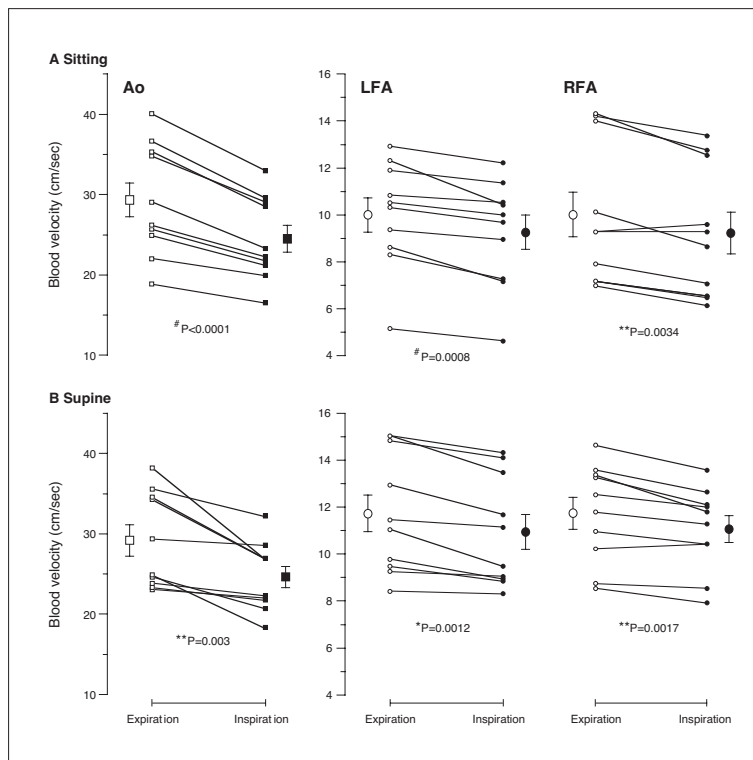 A Sitting
Ao
LFA
RFA
Blood velocity (cm/sec)
40
30
20
10
16
14
12
10
8
6
4
#P<0.0001
#P=0.0008
**P=0.0034
B Supine
Blood velocity (cm/sec)
40
30
20
10
16
14
12
10
8
6
4
**P=0.003
*P=0.0012
**P=0.0017
Expiration Inspiration
Expiration Inspiration
Expiration Inspiration